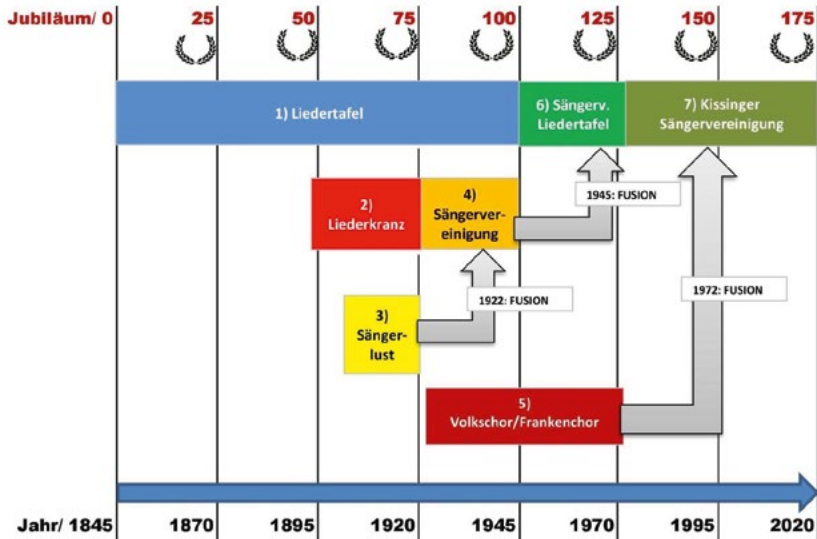 Jubiläum/ 0 25 50 75 100 125 150 175
1) Liedertafel
6) Sängerv.
Liedertafel
7) Kissinger
Sängervereinigung
2)
Liederkranz
4)
Sängerver-
einigung
1945: FUSION
3)
Sänger-
lust
1922: FUSION
1972: FUSION
5)
Volkschor/Frankenchor
Jahr/ 1845 1870 1895 1920 1945 1970 1995 2020